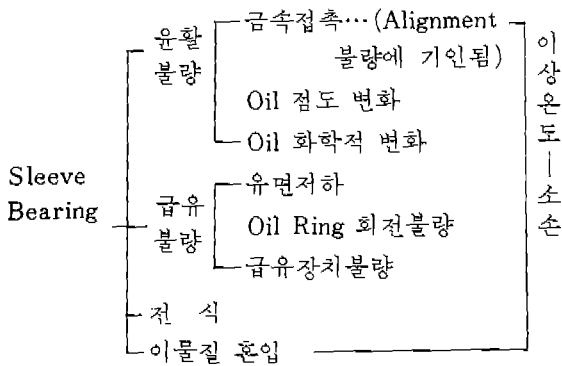 윤활
불량
금속접촉…(Alignment
불량에 기인됨)
Oil 점도 변화
Oil 화학적 변화
Sleeve
Bearing
급유
불량
유면저하
Oil Ring 회전불량
급유장치불량
전 식
이물질 혼입
이상온도—소손